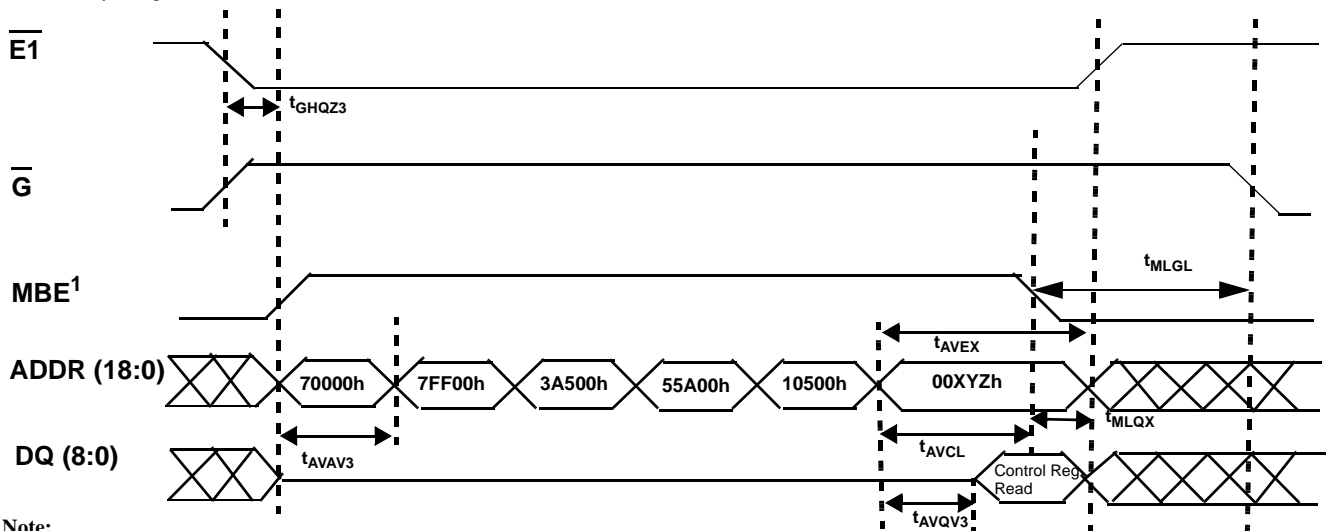 E1
tGHQZ3
G
MBE1
tMLGL
tAVEX
ADDR (18:0)
70000h
7FF00h
3A500h
55A00h
10500h
00XYZh
tMLQX
tAVAV3
tAVCL
DQ (8:0)
Control Reg
Read
tAVQV3
Note: